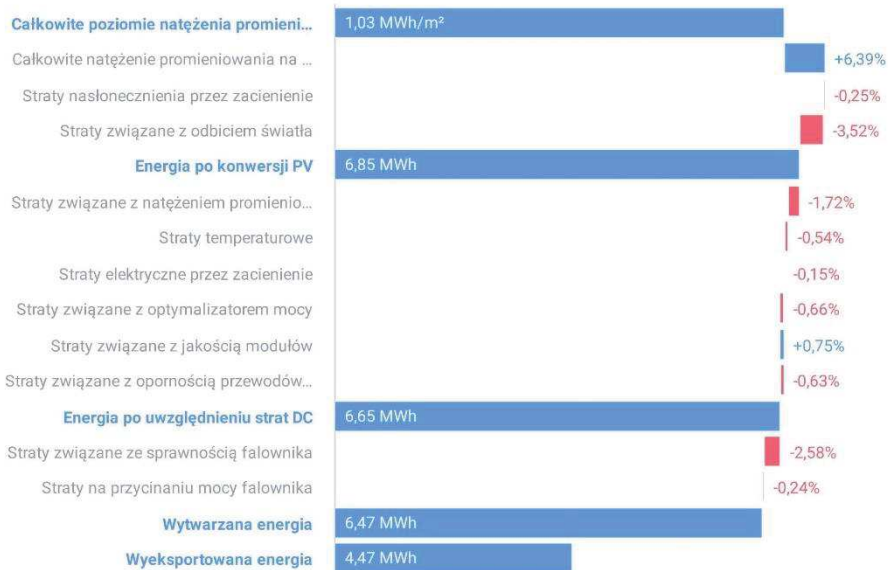 Całkowite poziomie natężenia promieni... 1,03 MWh/m²
Całkowite natężenie promieniowania na ... +6,39%
Straty nasłonecznienia przez zacienienie -0,25%
Straty związane z odbiciem światła -3,52%
Energia po konwersji PV 6,85 MWh
Straty związane z natężeniem promienio... -1,72%
Straty temperaturowe -0,54%
Straty elektryczne przez zacienienie -0,15%
Straty związane z optymalizatorem mocy -0,66%
Straty związane z jakością modułów +0,75%
Straty związane z opornością przewodów... -0,63%
Energia po uwzględnieniu strat DC 6,65 MWh
Straty związane ze sprawnością falownika -2,58%
Straty na przycinaniu mocy falownika -0,24%
Wytwarzana energia 6,47 MWh
Wyeksportowana energia 4,47 MWh